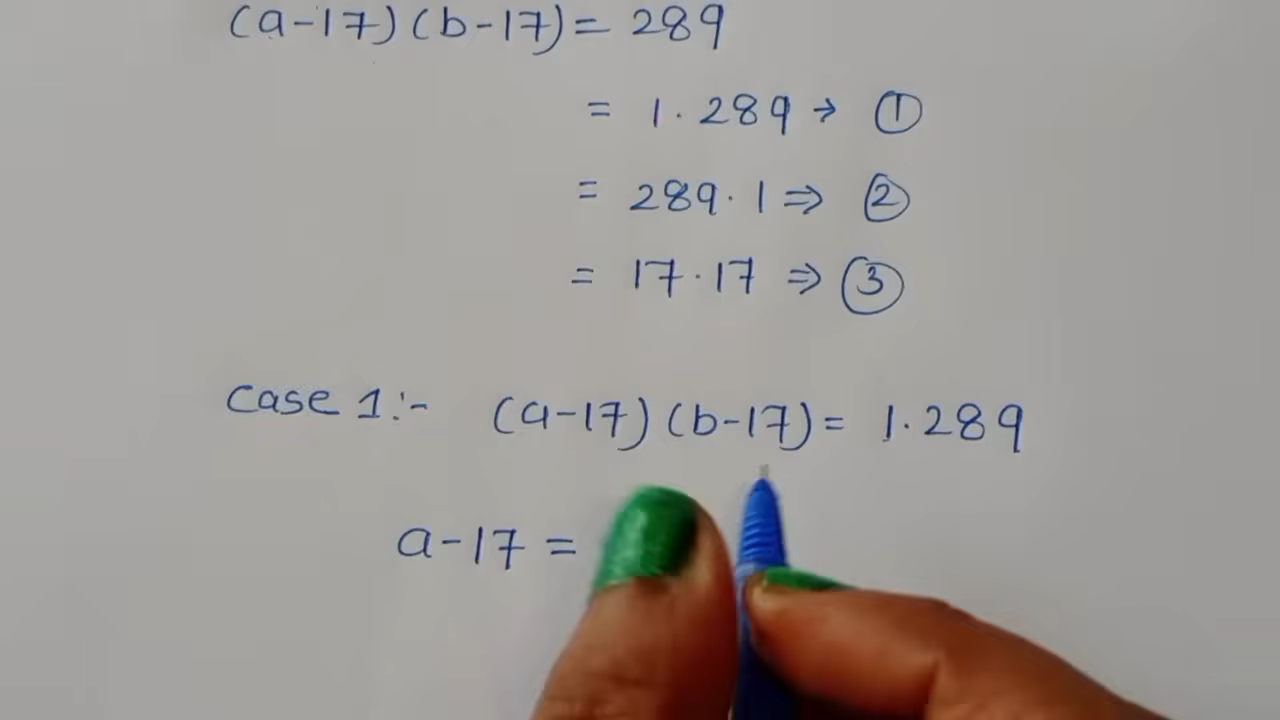 (a-17)(b-17)= 289
= 1.289 → ①
= 289.1 ⇒ ②
= 17.17 ⇒ ③
Case 1:- (a-17)(b-17)= 1.289
a-17 =